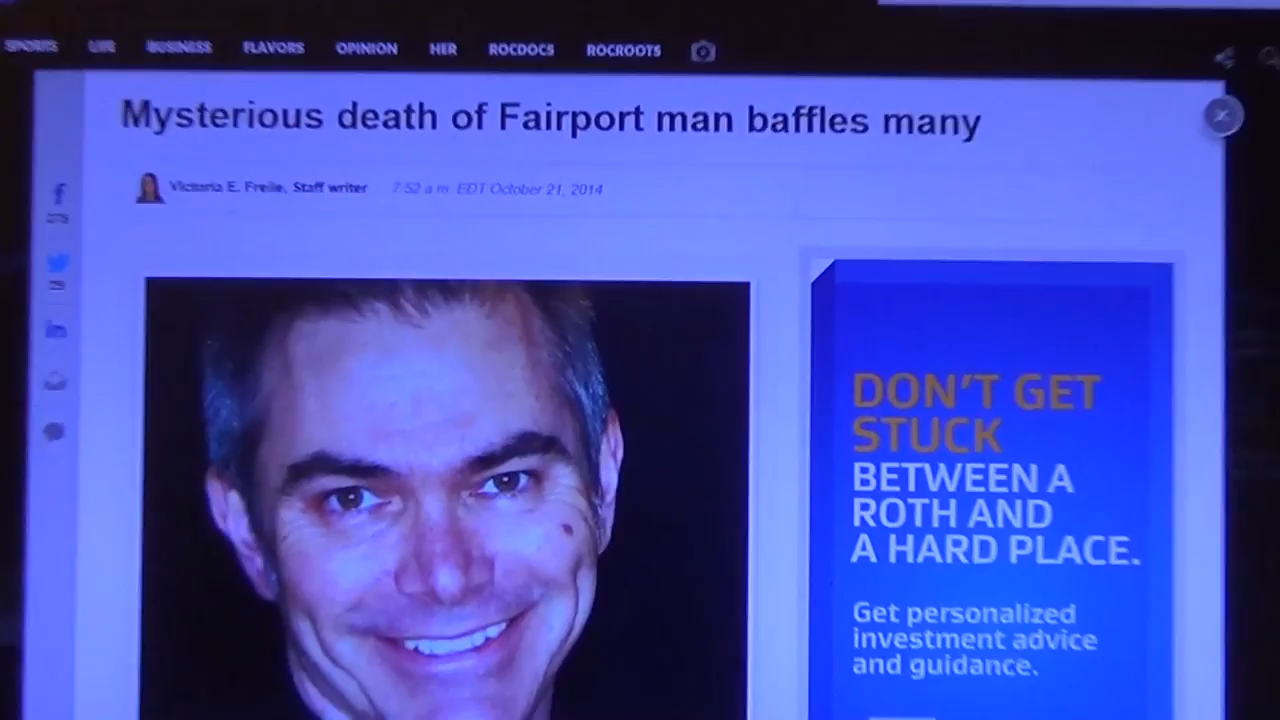 SPORTS LIVE BUSINESS FLAVORS OPINION HER ROCDOCS ROCROOTS
Mysterious death of Fairport man baffles many
Victoria E. Freile, Staff writer 7:52 a.m. EDT October 21, 2014
DON'T GET
STUCK
BETWEEN A
ROTH AND
A HARD PLACE.
Get personalized
investment advice
and guidance.